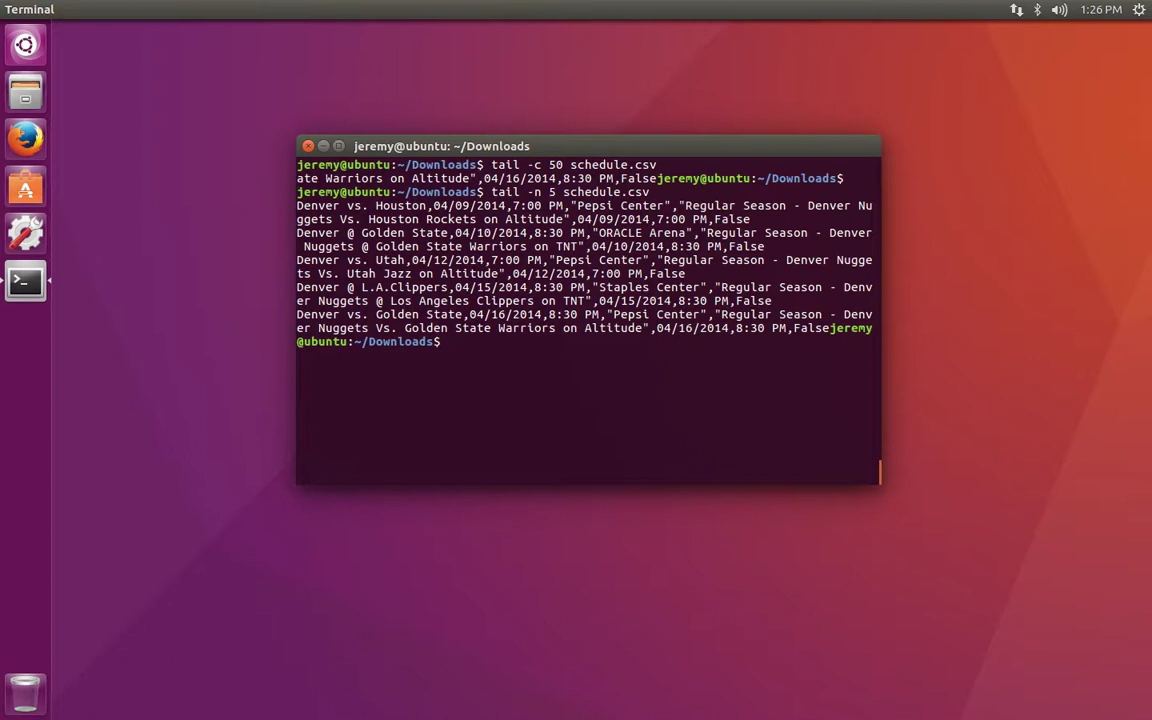 Terminal
1:26 PM
jeremy@ubuntu: ~/Downloads
jeremy@ubuntu:~/Downloads$ tail -c 50 schedule.csv
ate Warriors on Altitude",04/16/2014,8:30 PM,Falsejeremy@ubuntu:~/Downloads$
jeremy@ubuntu:~/Downloads$ tail -n 5 schedule.csv
Denver vs. Houston,04/09/2014,7:00 PM,"Pepsi Center","Regular Season - Denver Nu
ggets Vs. Houston Rockets on Altitude",04/09/2014,7:00 PM,False
Denver @ Golden State,04/10/2014,8:30 PM,"ORACLE Arena","Regular Season - Denver
 Nuggets @ Golden State Warriors on TNT",04/10/2014,8:30 PM,False
Denver vs. Utah,04/12/2014,7:00 PM,"Pepsi Center","Regular Season - Denver Nugge
ts Vs. Utah Jazz on Altitude",04/12/2014,7:00 PM,False
Denver @ L.A.Clippers,04/15/2014,8:30 PM,"Staples Center","Regular Season - Denv
er Nuggets @ Los Angeles Clippers on TNT",04/15/2014,8:30 PM,False
Denver vs. Golden State,04/16/2014,8:30 PM,"Pepsi Center","Regular Season - Denv
er Nuggets Vs. Golden State Warriors on Altitude",04/16/2014,8:30 PM,Falsejeremy
@ubuntu:~/Downloads$